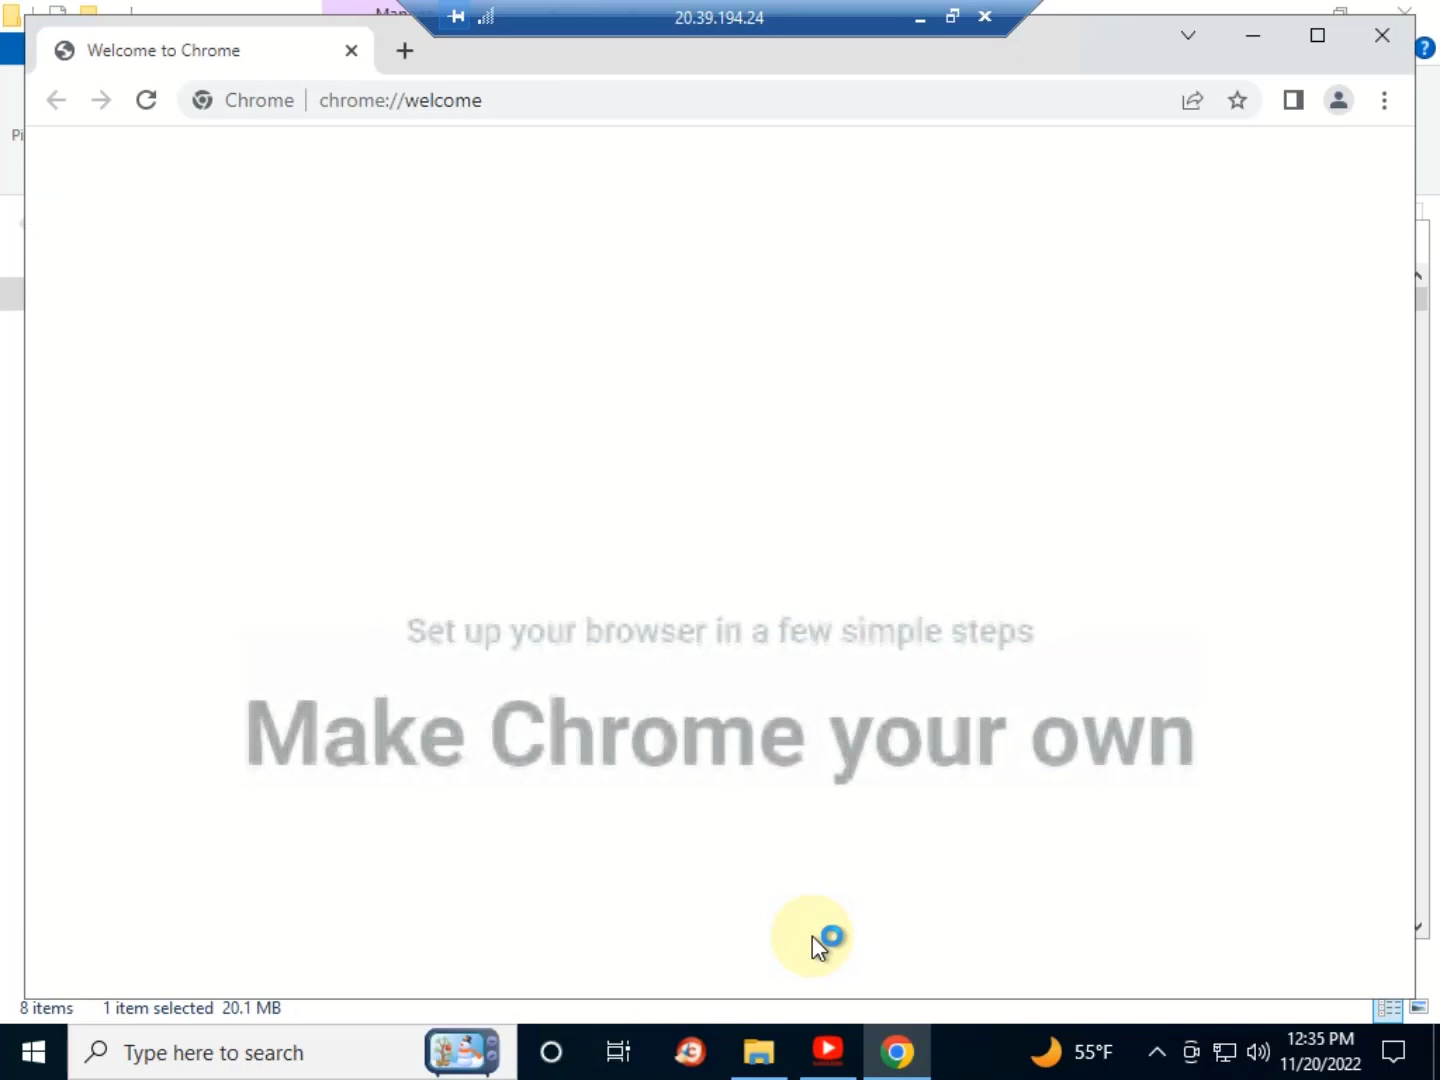 20.39.194.24
Welcome to Chrome
Chrome
chrome://welcome
Set up your browser in a few simple steps
Make Chrome your own
8 items
1 item selected 20.1 MB
Type here to search
55°F
12:35 PM
11/20/2022